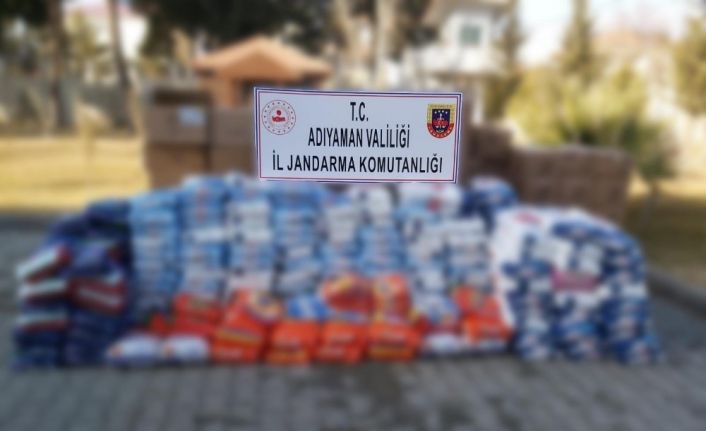 T.C.
ADIYAMAN VALİLİĞİ
İL JANDARMA KOMUTANLIĞI